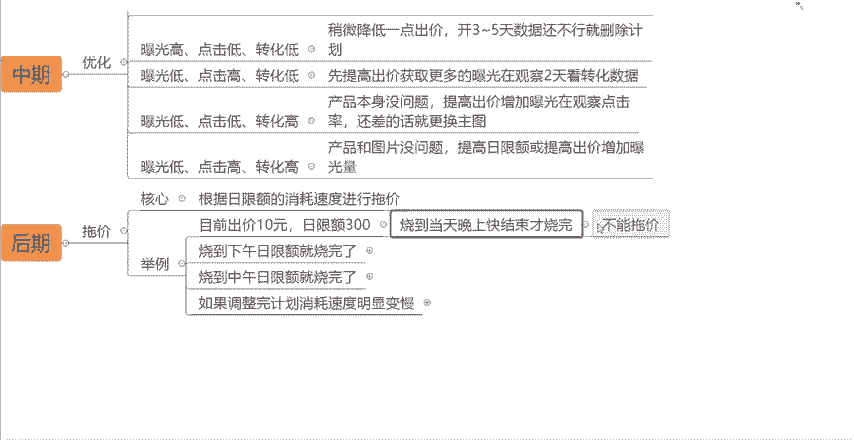 中期
优化
曝光高、点击低、转化低
稍微降低一点出价，开3~5天数据还不行就删除计
划
曝光低、点击高、转化低
先提高出价获取更多的曝光在观察2天看转化数据
曝光低、点击低、转化高
产品本身没问题，提高出价增加曝光在观察点击
率，还差的话就更换主图
曝光低、点击高、转化高
产品和图片没问题，提高日限额或提高出价增加曝
光量
后期
拖价
核心
根据日限额的消耗速度进行拖价
举例
目前出价10元，日限额300
烧到当天晚上快结束才烧完
不能拖价
烧到下午日限额就烧完了
烧到中午日限额就烧完了
如果调整完计划消耗速度明显变慢